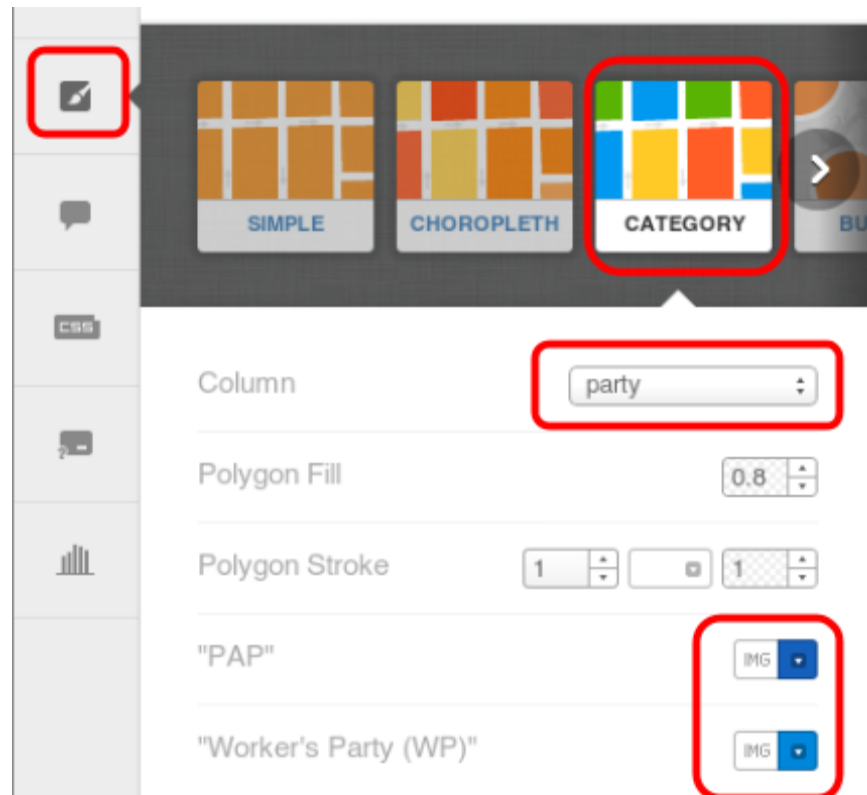 SIMPLE
CHOROPLETH
CATEGORY
BU
CSS
Column
party
Polygon Fill
0.8
Polygon Stroke
1
1
"PAP"
IMG
"Worker's Party (WP)"
IMG